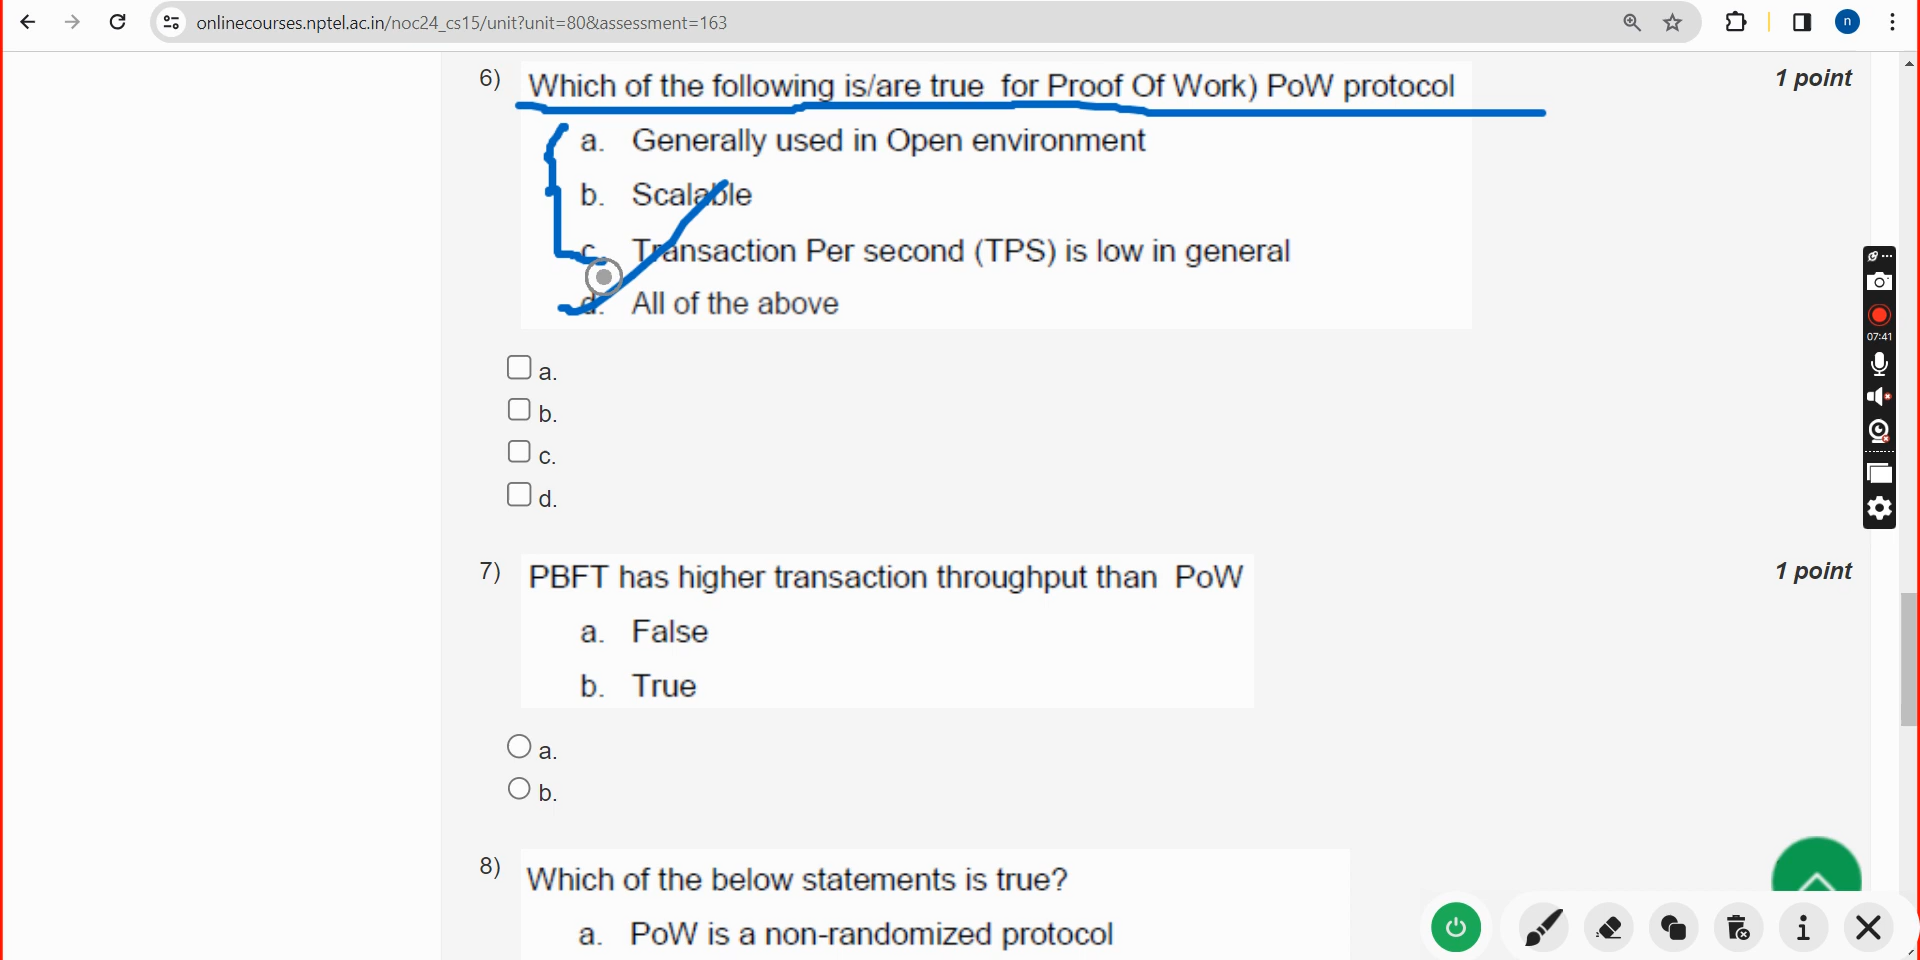 onlinecourses.nptel.ac.in/noc24_cs15/unit?unit=80&assessment=163
n
6) Which of the following is/are true for Proof Of Work) PoW protocol 1 point
a. Generally used in Open environment
b. Scalable
c. Transaction Per second (TPS) is low in general
07:41
d. All of the above
a.
b.
c.
d.
7) PBFT has higher transaction throughput than PoW 1 point
a. False
b. True
a.
b.
8) Which of the below statements is true?
a. PoW is a non-randomized protocol